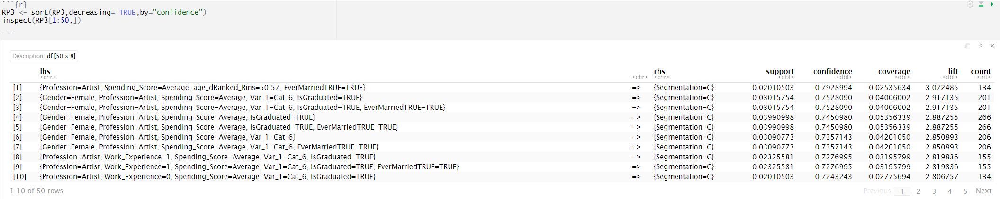 ```{r}
RP3 <- sort(RP3,decreasing= TRUE,by="confidence")
inspect(RP3[1:50,])
```
Description: df [50 × 8]
lhs rhs support confidence coverage lift count
<chr> <chr> <chr> <dbl> <dbl> <dbl> <dbl> <int>
[1] {Profession=Artist, Spending_Score=Average, age_dRanked_Bins=50-57, EverMarriedTRUE=TRUE} => {Segmentation=C} 0.02010503 0.7928994 0.02535634 3.072485 134
[2] {Gender=Female, Profession=Artist, Spending_Score=Average, Var_1=Cat_6, IsGraduated=TRUE} => {Segmentation=C} 0.03015754 0.7528090 0.04006002 2.917135 201
[3] {Gender=Female, Profession=Artist, Spending_Score=Average, Var_1=Cat_6, IsGraduated=TRUE, EverMarriedTRUE=TRUE} => {Segmentation=C} 0.03015754 0.7528090 0.04006002 2.917135 201
[4] {Gender=Female, Profession=Artist, Spending_Score=Average, IsGraduated=TRUE} => {Segmentation=C} 0.03990998 0.7450980 0.05356339 2.887255 266
[5] {Gender=Female, Profession=Artist, Spending_Score=Average, IsGraduated=TRUE, EverMarriedTRUE=TRUE} => {Segmentation=C} 0.03990998 0.7450980 0.05356339 2.887255 266
[6] {Gender=Female, Profession=Artist, Spending_Score=Average, Var_1=Cat_6} => {Segmentation=C} 0.03090773 0.7357143 0.04201050 2.850893 206
[7] {Gender=Female, Profession=Artist, Spending_Score=Average, Var_1=Cat_6, EverMarriedTRUE=TRUE} => {Segmentation=C} 0.03090773 0.7357143 0.04201050 2.850893 206
[8] {Profession=Artist, Work_Experience=1, Spending_Score=Average, Var_1=Cat_6, IsGraduated=TRUE} => {Segmentation=C} 0.02325581 0.7276995 0.03195799 2.819836 155
[9] {Profession=Artist, Work_Experience=1, Spending_Score=Average, Var_1=Cat_6, IsGraduated=TRUE, EverMarriedTRUE=TRUE} => {Segmentation=C} 0.02325581 0.7276995 0.03195799 2.819836 155
[10] {Profession=Artist, Work_Experience=0, Spending_Score=Average, Var_1=Cat_6, IsGraduated=TRUE} => {Segmentation=C} 0.02010503 0.7243243 0.02775694 2.806757 134
1-10 of 50 rows Previous 1 2 3 4 5 Next